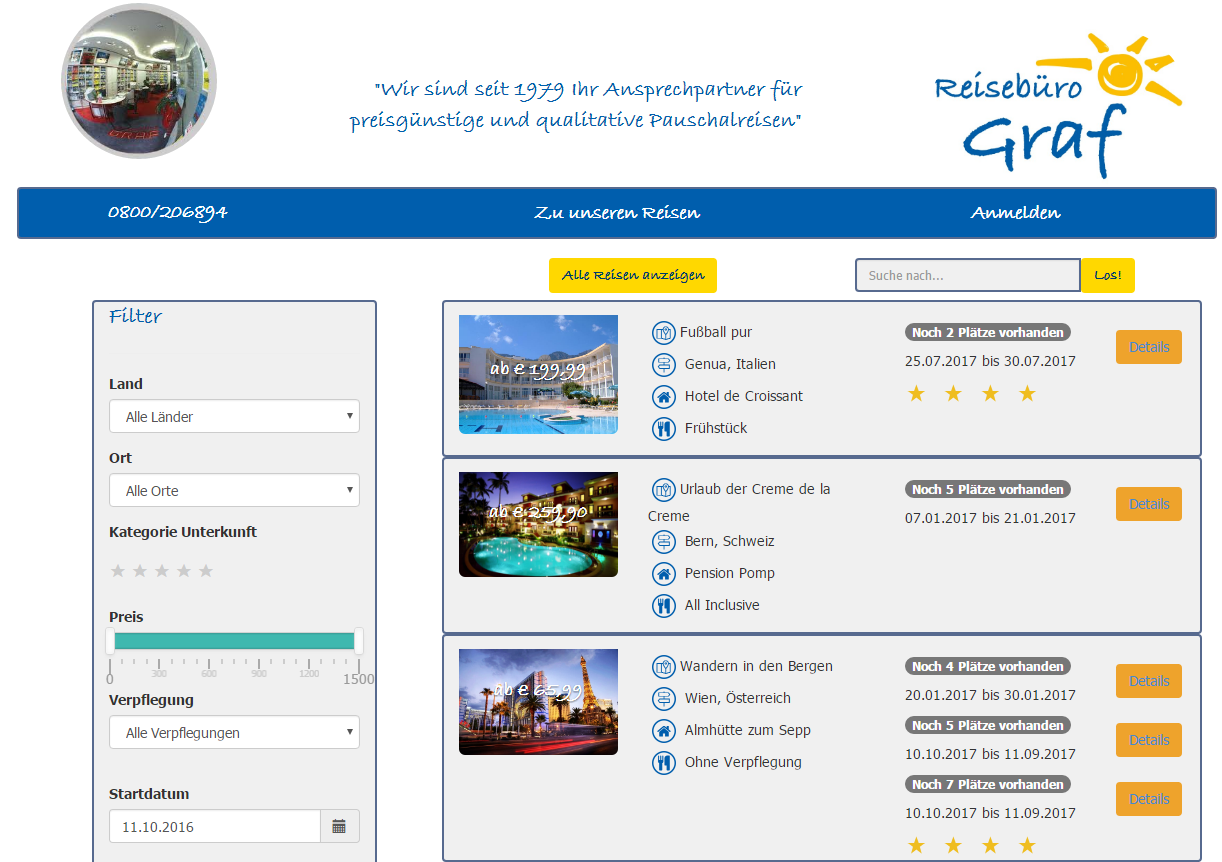 GRAF
"Wir sind seit 1979 Ihr Ansprechpartner für
preisgünstige und qualitative Pauschalreisen"
Reisebüro
Graf
0800/206894
Zu unseren Reisen
Anmelden
Alle Reisen anzeigen
Suche nach...
Los!
Filter
Land
Alle Länder
Ort
Alle Orte
Kategorie Unterkunft
Preis
300 600 900 1200
0 1500
Verpflegung
Alle Verpflegungen
Startdatum
11.10.2016
ab € 199,99
Fußball pur
Genua, Italien
Hotel de Croissant
Frühstück
Noch 2 Plätze vorhanden
25.07.2017 bis 30.07.2017
Details
ab € 259,90
Urlaub der Creme de la
Creme
Bern, Schweiz
Pension Pomp
All Inclusive
Noch 5 Plätze vorhanden
07.01.2017 bis 21.01.2017
Details
ab € 65,99
Wandern in den Bergen
Wien, Österreich
Almhütte zum Sepp
Ohne Verpflegung
Noch 4 Plätze vorhanden
20.01.2017 bis 30.01.2017
Details
Noch 5 Plätze vorhanden
10.10.2017 bis 11.09.2017
Details
Noch 7 Plätze vorhanden
10.10.2017 bis 11.09.2017
Details